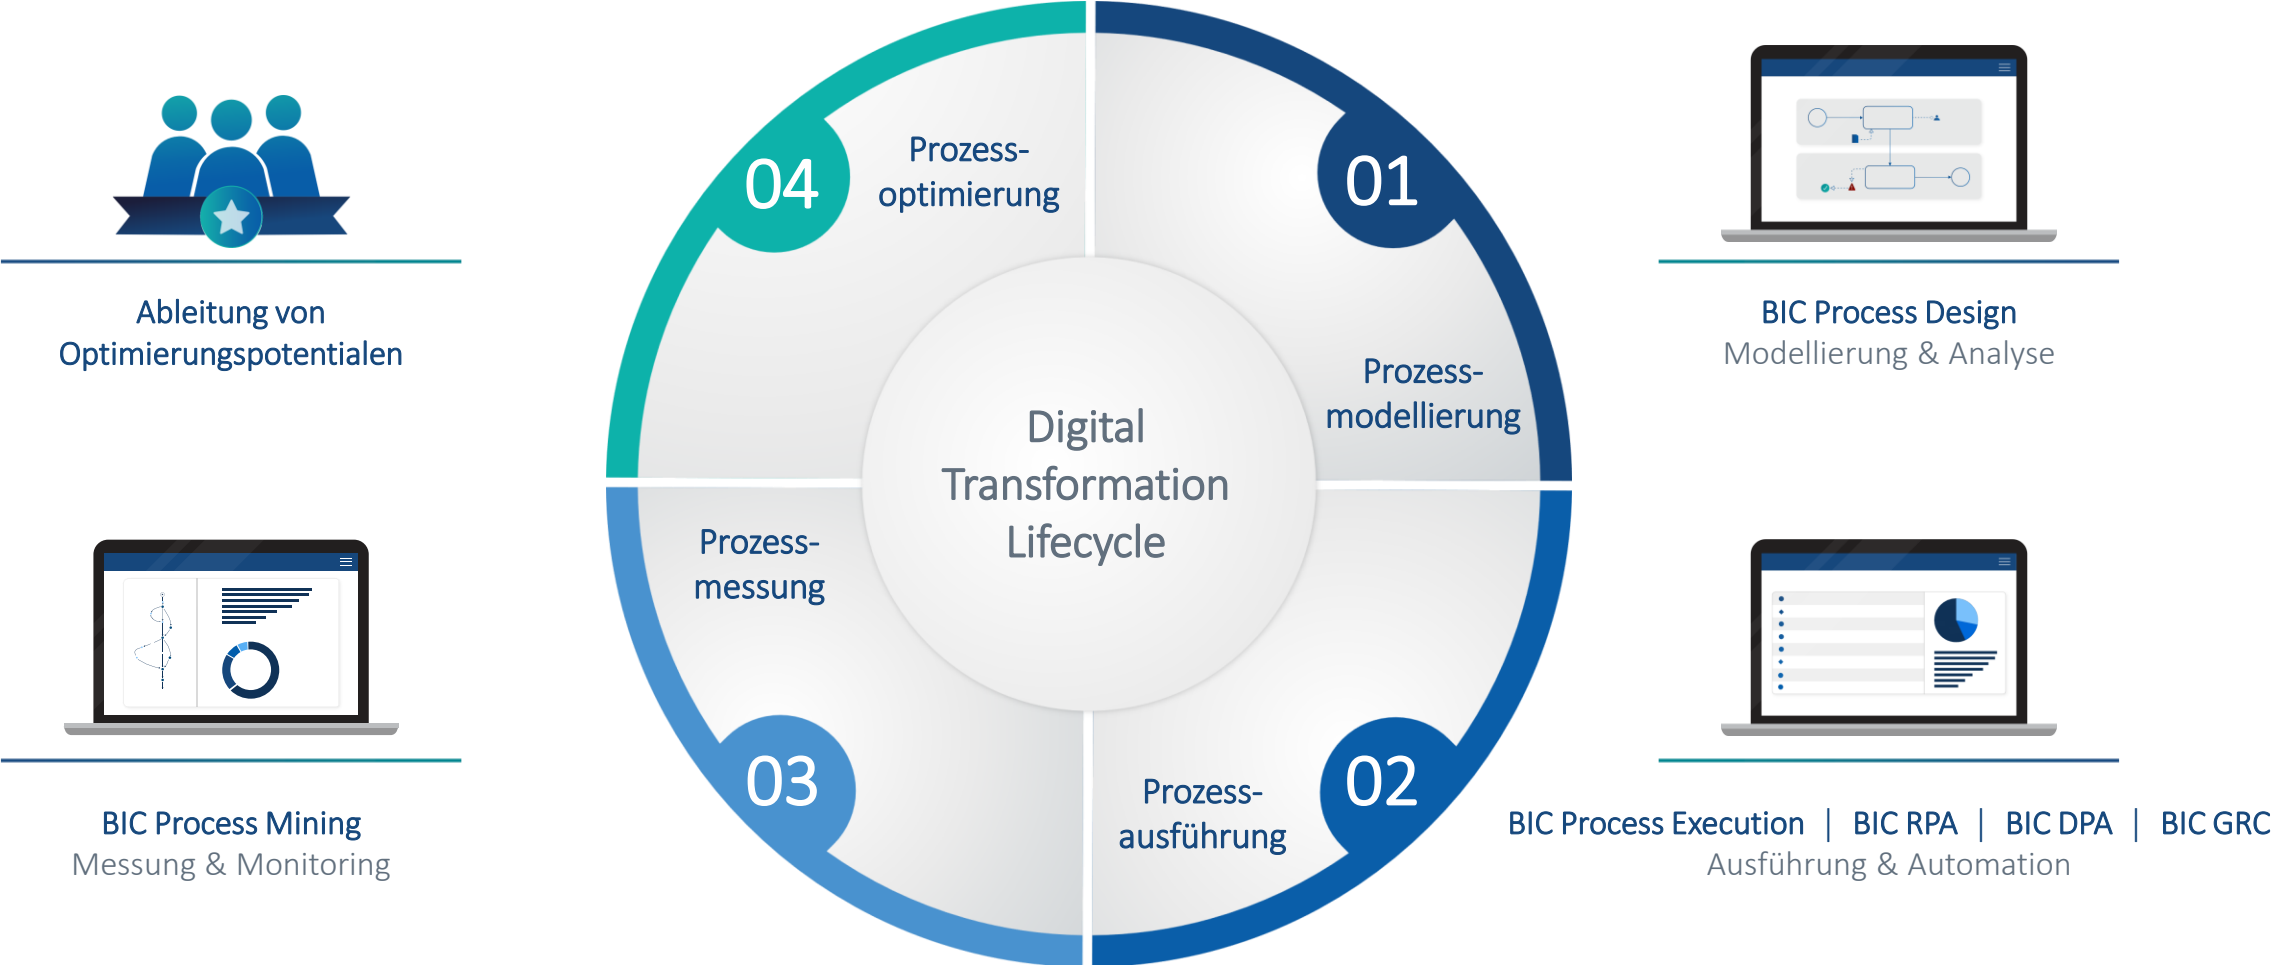 04
Prozess-
optimierung
01
Prozess-
modellierung
Digital
Transformation
Lifecycle
Prozess-
messung
03
Prozess-
ausführung
02
Ableitung von
Optimierungspotentialen
BIC Process Design
Modellierung & Analyse
BIC Process Mining
Messung & Monitoring
BIC Process Execution | BIC RPA | BIC DPA | BIC GRC
Ausführung & Automation